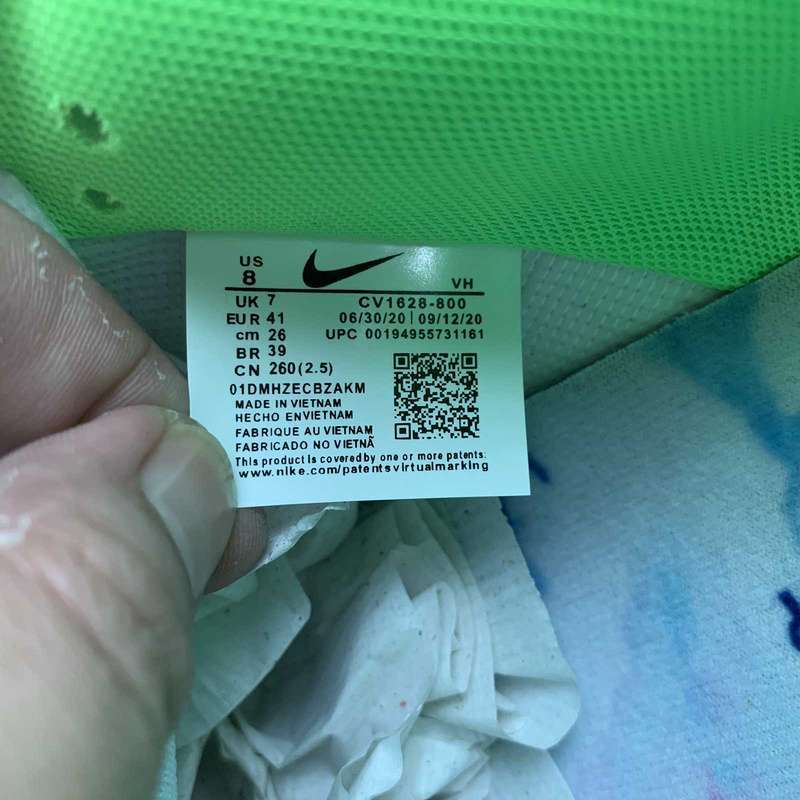 US
8
VH
UK 7
CV1628-800
EUR 41
06/30/20 | 09/12/20
cm 26
UPC 00194955731161
BR 39
CN 260(2.5)
01DMHZECBZAKM
MADE IN VIETNAM
HECHO ENVIETNAM
FABRIQUE AU VIETNAM
FABRICADO NO VIETNÃ
This product is covered by one or more patents:
www.nike.com/patentsvirtualmarking